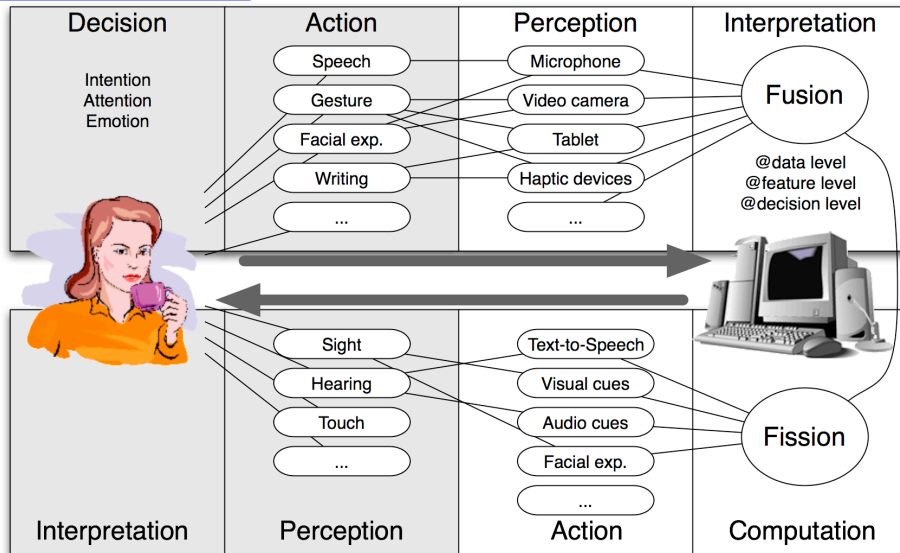 Decision
Action
Perception
Interpretation
Intention
Attention
Emotion
Speech
Gesture
Facial exp.
Writing
...
Microphone
Video camera
Tablet
Haptic devices
...
Fusion
@data level
@feature level
@decision level
Sight
Hearing
Touch
...
Text-to-Speech
Visual cues
Audio cues
Facial exp.
...
Fission
Interpretation
Perception
Action
Computation